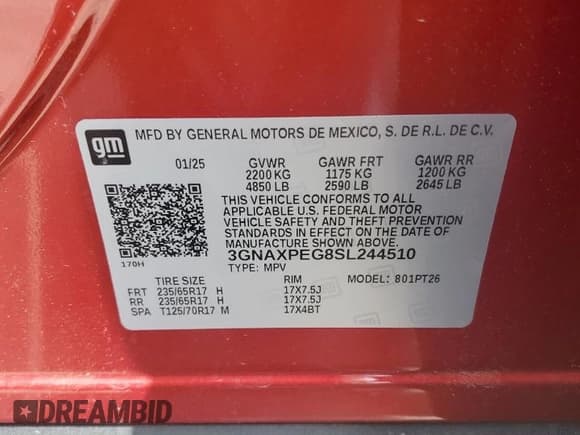 gm
MFD BY GENERAL MOTORS DE MEXICO, S. DE R.L. DE C.V.
01/25 GVWR GAWR FRT GAWR RR
2200 KG 1175 KG 1200 KG
4850 LB 2590 LB 2645 LB
THIS VEHICLE CONFORMS TO ALL
APPLICABLE U.S. FEDERAL MOTOR
VEHICLE SAFETY AND THEFT PREVENTION
STANDARDS IN EFFECT ON THE DATE OF
MANUFACTURE SHOWN ABOVE.
3GNAXPEG8SL244510
170H
TYPE: MPV MODEL: 801PT26
TIRE SIZE RIM
FRT 235/65R17 H 17X7.5J
RR 235/65R17 H 17X7.5J
SPA T125/70R17 M 17X4BT
DREAMBID